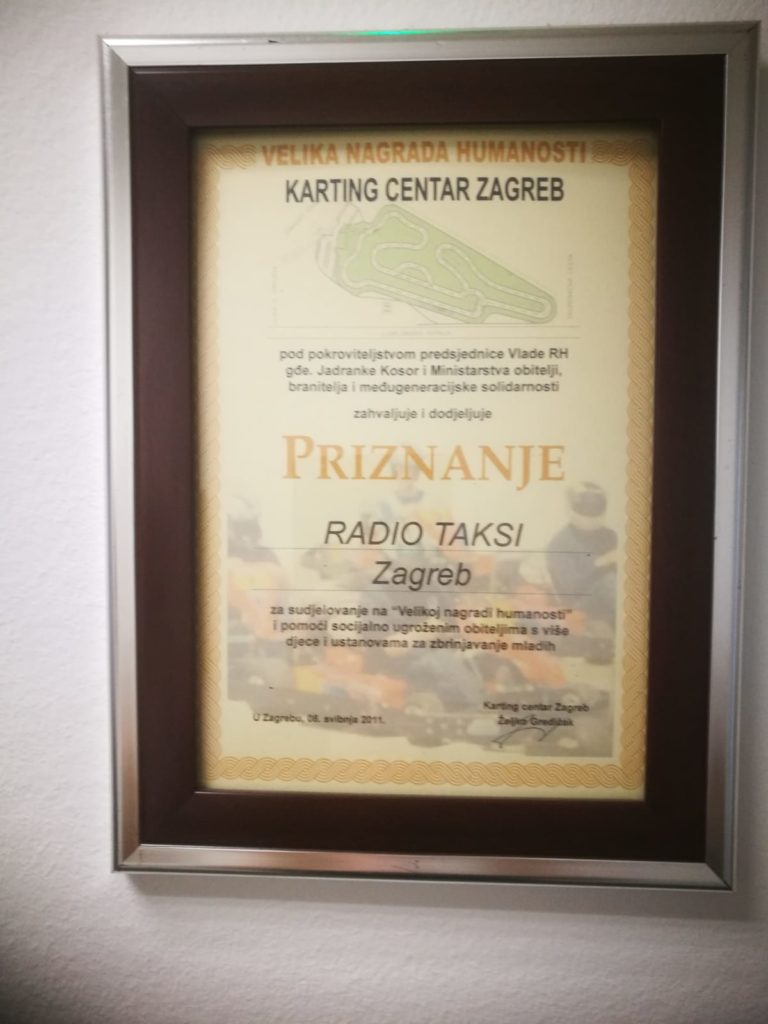 VELIKA NAGRADA HUMANOSTI
KARTING CENTAR ZAGREB
pod pokroviteljstvom predsjednice Vlade RH
gđe. Jadranke Kosor i Ministarstva obitelji,
branitelja i međugeneracijske solidarnosti
zahvaljuje i dodjeljuje
PRIZNANJE
RADIO TAKSI
Zagreb
za sudjelovanje na "Velikoj nagradi humanosti"
i pomoći socijalno ugroženim obiteljima s više
djece i ustanovama za zbrinjavanje mladih
Karting centar Zagreb
U Zagrebu, 08. svibnja 2011.
Željko